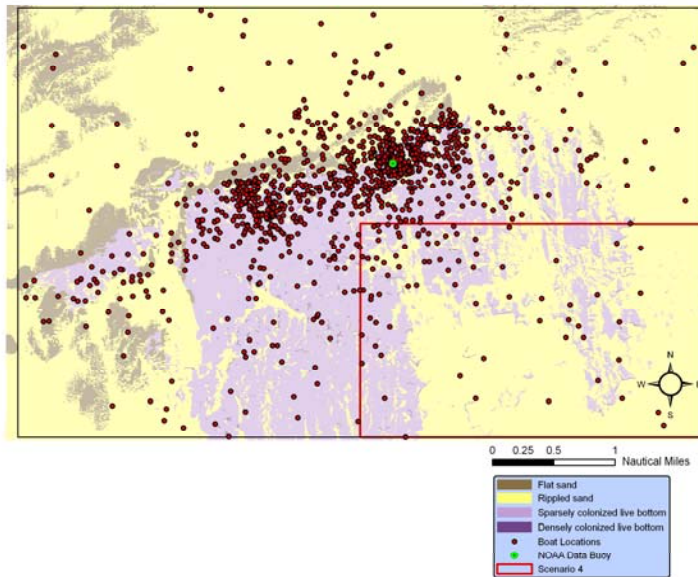 N
W
S
0 0.25 0.5 1
Nautical Miles
Flat sand
Rippled sand
Sparsely colonized live bottom
Densely colonized live bottom
Boat Locations
NOAA Data Buoy
Scenario 4